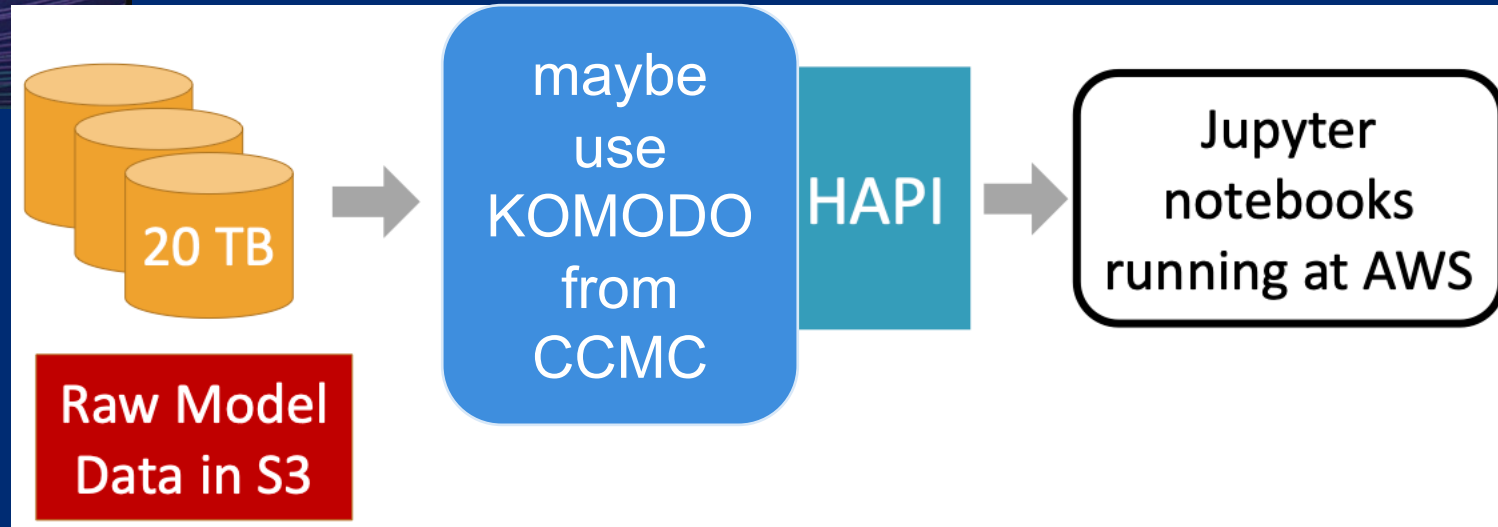 20 TB
Raw Model
Data in S3
maybe
use
KOMODO
from
CCMC
HAPI
Jupyter
notebooks
running at AWS